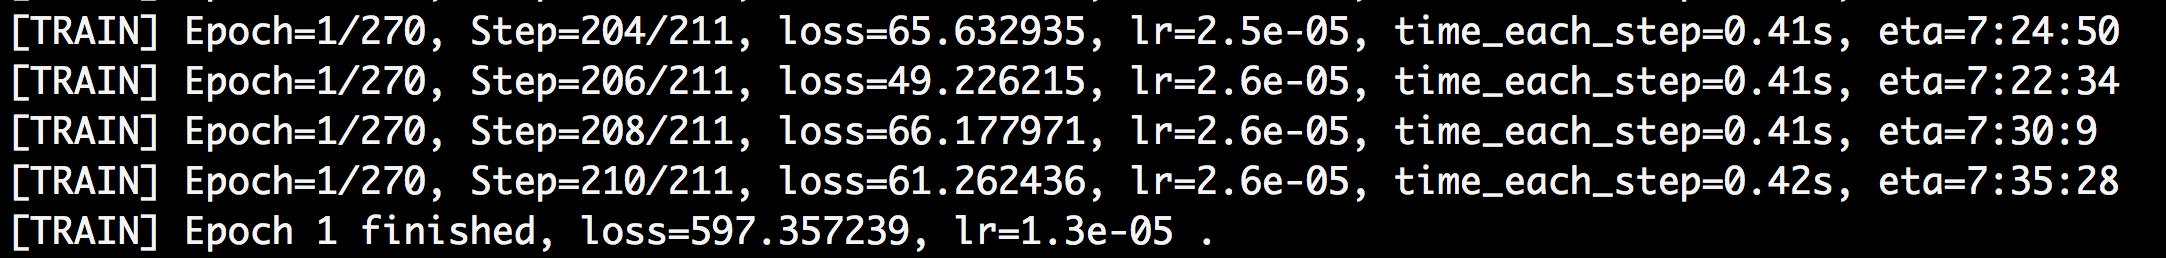 [TRAIN] Epoch=1/270, Step=204/211, loss=65.632935, lr=2.5e-05, time_each_step=0.41s, eta=7:24:50
[TRAIN] Epoch=1/270, Step=206/211, loss=49.226215, lr=2.6e-05, time_each_step=0.41s, eta=7:22:34
[TRAIN] Epoch=1/270, Step=208/211, loss=66.177971, lr=2.6e-05, time_each_step=0.41s, eta=7:30:9
[TRAIN] Epoch=1/270, Step=210/211, loss=61.262436, lr=2.6e-05, time_each_step=0.42s, eta=7:35:28
[TRAIN] Epoch 1 finished, loss=597.357239, lr=1.3e-05 .